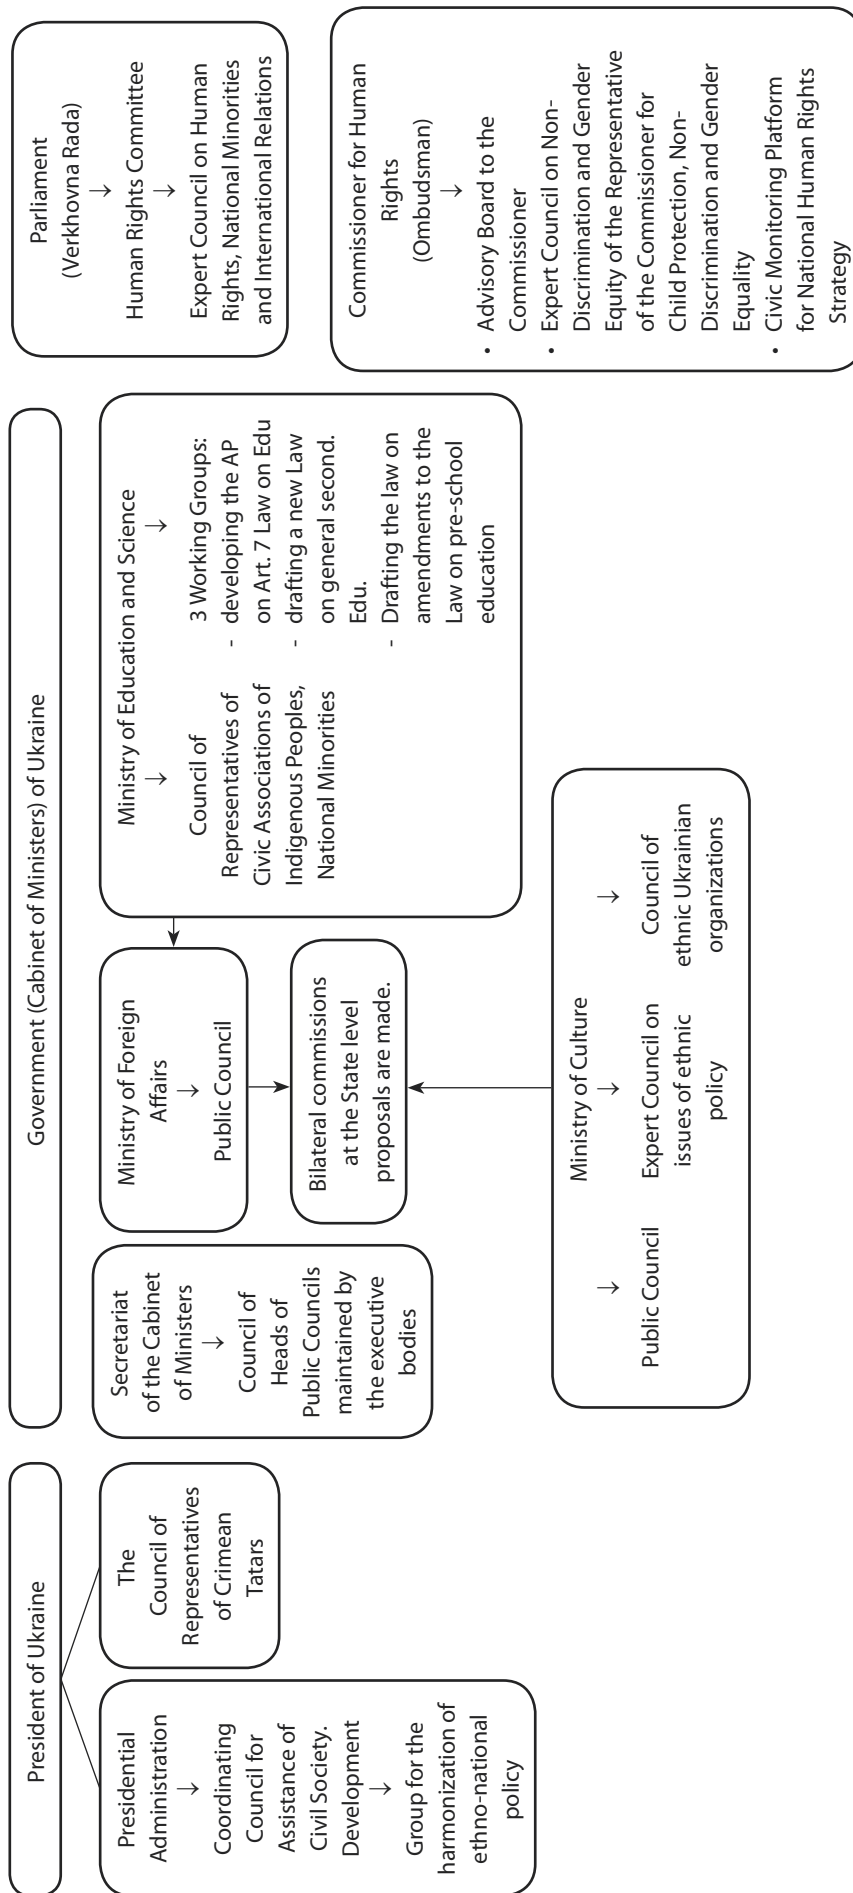 President of Ukraine
Presidential
Administration
↓
Coordinating
Council for
Assistance of
Civil Society.
Development
↓
Group for the
harmonization of
ethno-national
policy
The
Council of
Representatives
of Crimean
Tatars
Government (Cabinet of Ministers) of Ukraine
Secretariat
of the Cabinet
of Ministers
↓
Council of
Heads of
Public Councils
maintained by
the executive
bodies
Ministry of Foreign
Affairs
↓
Public Council
Bilateral commissions
at the State level
proposals are made.
Ministry of Education and Science
↓
Council of
Representatives of
Civic Associations of
Indigenous Peoples,
National Minorities
↓
3 Working Groups:
- developing the AP
on Art. 7 Law on Edu
- drafting a new Law
on general second.
Edu.
- Drafting the law on
amendments to the
Law on pre-school
education
Ministry of Culture
↓
Public Council
↓
Expert Council on
issues of ethnic
policy
↓
Council of
ethnic Ukrainian
organizations
Parliament
(Verkhovna Rada)
↓
Human Rights Committee
↓
Expert Council on Human
Rights, National Minorities
and International Relations
Commissioner for Human
Rights
(Ombudsman)
↓
• Advisory Board to the
Commissioner
• Expert Council on Non-
Discrimination and Gender
Equity of the Representative
of the Commissioner for
Child Protection, Non-
Discrimination and Gender
Equality
• Civic Monitoring Platform
for National Human Rights
Strategy